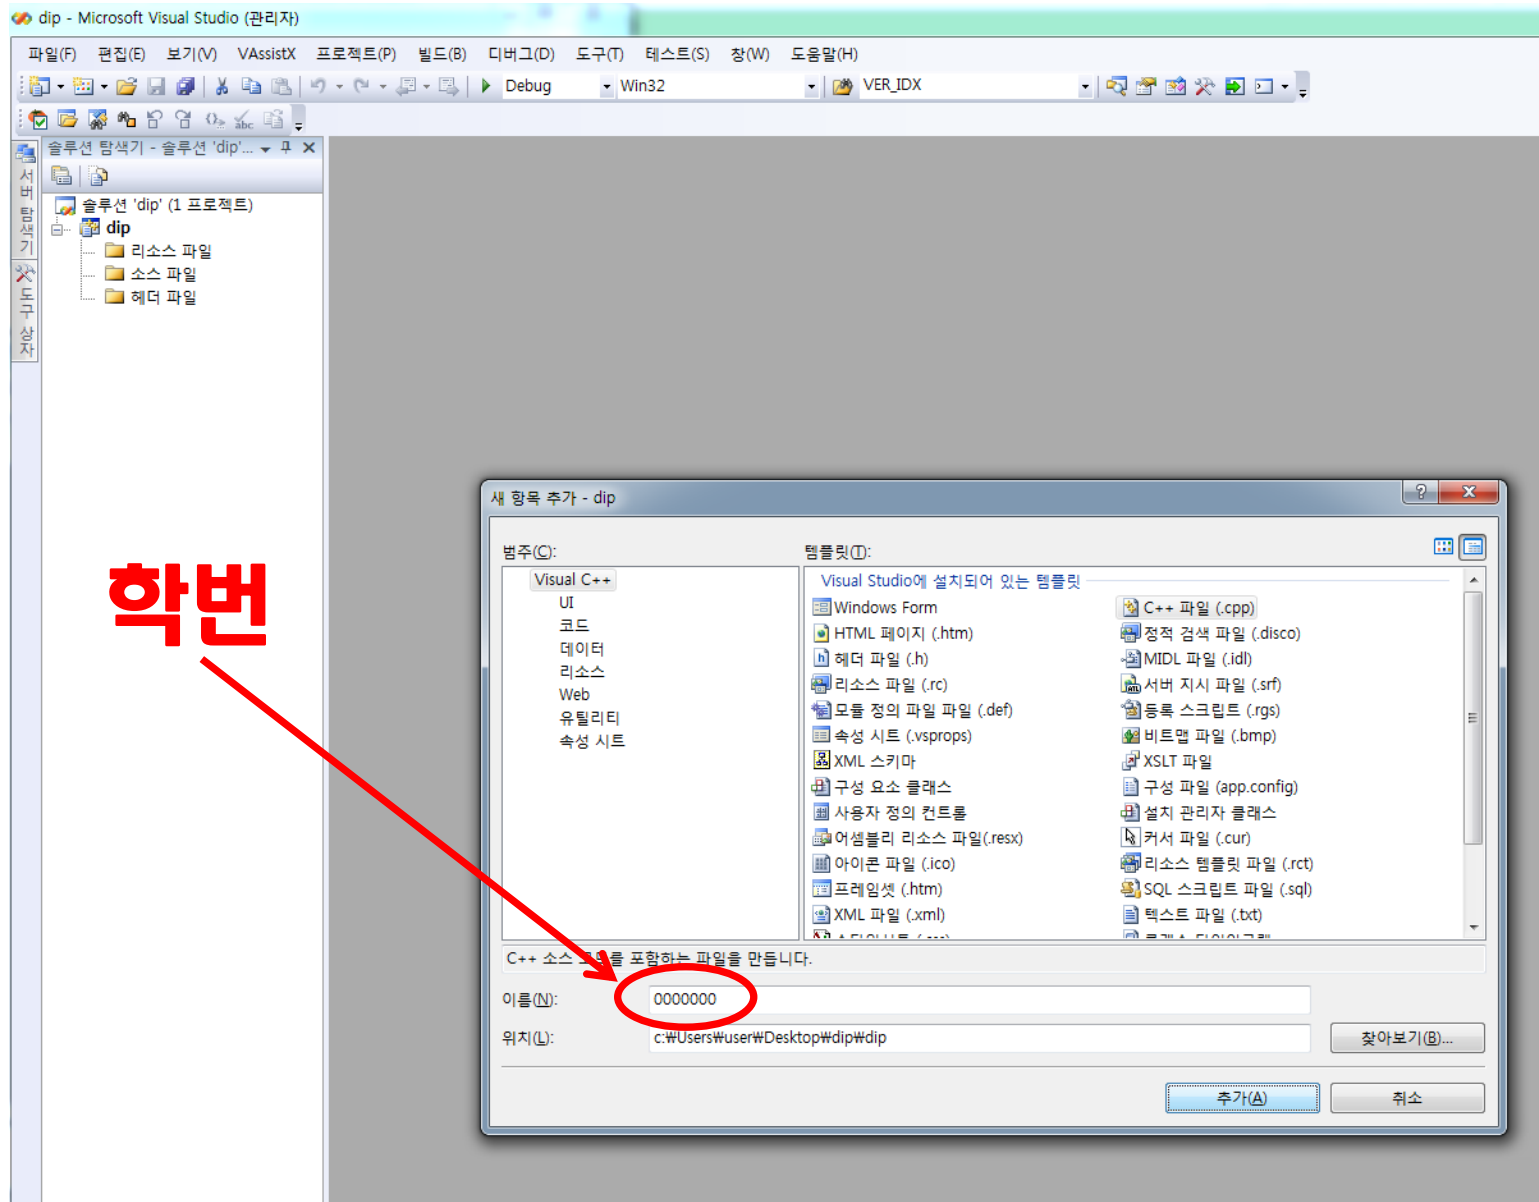 dip - Microsoft Visual Studio (관리자)
파일(F) 편집(E) 보기(V) VAssistX 프로젝트(P) 빌드(B) 디버그(D) 도구(T) 테스트(S) 창(W) 도움말(H)
Debug Win32 VER_IDX
솔루션 탐색기 - 솔루션 'dip'...
서버 탐색기
도구 상자
솔루션 'dip' (1 프로젝트)
dip
리소스 파일
소스 파일
헤더 파일
학번
새 항목 추가 - dip
범주(C):
Visual C++
UI
코드
데이터
리소스
Web
유틸리티
속성 시트
템플릿(T):
Visual Studio에 설치되어 있는 템플릿
Windows Form C++ 파일 (.cpp)
HTML 페이지 (.htm) 정적 검색 파일 (.disco)
헤더 파일 (.h) MIDL 파일 (.idl)
리소스 파일 (.rc) 서버 지시 파일 (.srf)
모듈 정의 파일 파일 (.def) 등록 스크립트 (.rgs)
속성 시트 (.vsprops) 비트맵 파일 (.bmp)
XML 스키마 XSLT 파일
구성 요소 클래스 구성 파일 (app.config)
사용자 정의 컨트롤 설치 관리자 클래스
어셈블리 리소스 파일(.resx) 커서 파일 (.cur)
아이콘 파일 (.ico) 리소스 템플릿 파일 (.rct)
프레임셋 (.htm) SQL 스크립트 파일 (.sql)
XML 파일 (.xml) 텍스트 파일 (.txt)
C++ 소스 를 포함하는 파일을 만듭니다.
이름(N): 0000000
위치(L): c:₩Users₩user₩Desktop₩dip₩dip 찾아보기(B)...
추가(A) 취소